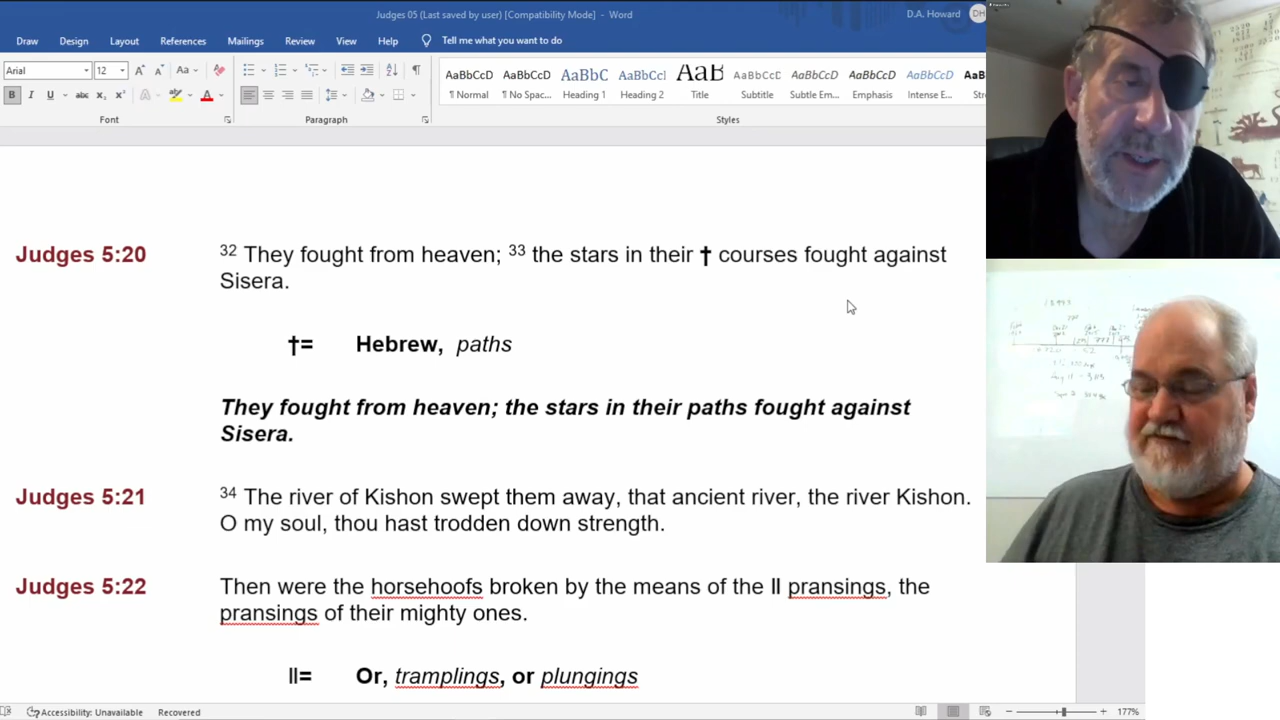 Judges 05 (Last saved by user) [Compatibility Mode] - Word
D.A. Howard
DH
Draw Design Layout References Mailings Review View Help Tell me what you want to do
Arial 12
AaBbCcD AaBbCcD AaBbC AaBbCcI AaB AaBbCcD AaBbCcD AaBbCcD AaBbCcD
¶ Normal ¶ No Spac... Heading 1 Heading 2 Title Subtitle Subtle Em... Emphasis Intense E...
Font Paragraph Styles
Judges 5:20 32 They fought from heaven; 33 the stars in their † courses fought against
Sisera.
†= Hebrew, paths
They fought from heaven; the stars in their paths fought against
Sisera.
Judges 5:21 34 The river of Kishon swept them away, that ancient river, the river Kishon.
O my soul, thou hast trodden down strength.
Judges 5:22 Then were the horsehoofs broken by the means of the ‖ pransings, the
pransings of their mighty ones.
‖= Or, tramplings, or plungings
Accessibility: Unavailable Recovered 177%